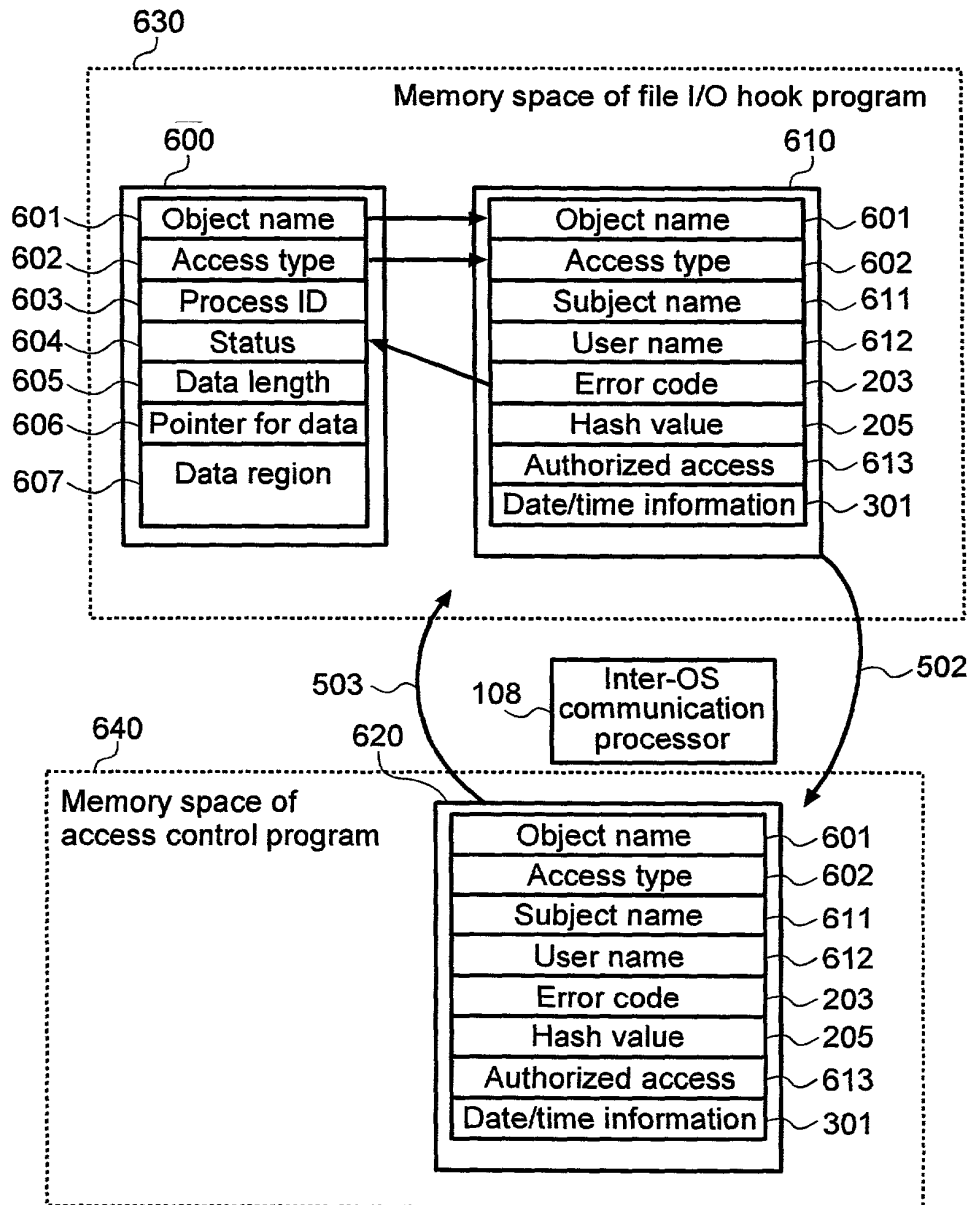 630
Memory space of file I/O hook program
600
610
601 Object name
602 Access type
603 Process ID
604 Status
605 Data length
606 Pointer for data
607 Data region
Object name 601
Access type 602
Subject name 611
User name 612
Error code 203
Hash value 205
Authorized access 613
Date/time information 301
503
108
Inter-OS
communication
processor
502
640
620
Memory space of
access control program
Object name 601
Access type 602
Subject name 611
User name 612
Error code 203
Hash value 205
Authorized access 613
Date/time information 301